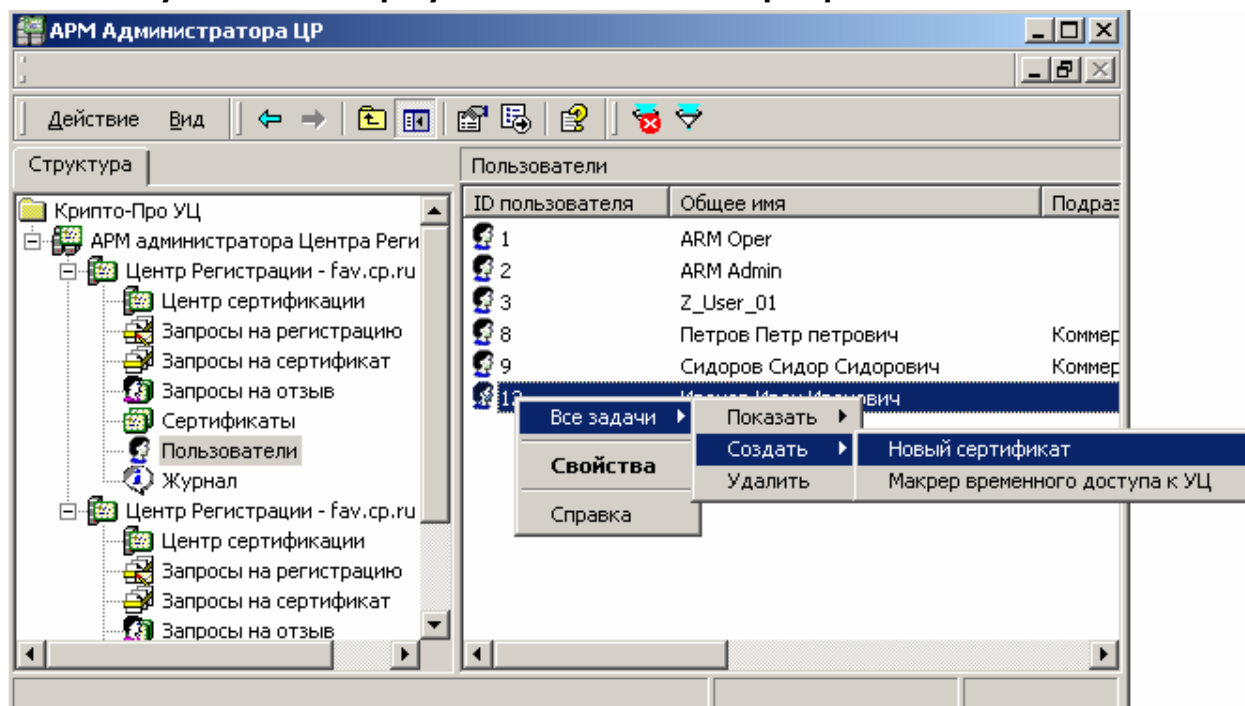 АРМ Администратора ЦР
Действие Вид
Структура
Пользователи
Крипто-Про УЦ
АРМ администратора Центра Реги
Центр Регистрации - fav.cp.ru
Центр сертификации
Запросы на регистрацию
Запросы на сертификат
Запросы на отзыв
Сертификаты
Пользователи
Журнал
Центр Регистрации - fav.cp.ru
Центр сертификации
Запросы на регистрацию
Запросы на сертификат
Запросы на отзыв
ID пользователя Общее имя Подраз
1 ARM Oper
2 ARM Admin
3 Z_User_01
8 Петров Петр петрович Коммер
9 Сидоров Сидор Сидорович Коммер
Все задачи
Свойства
Справка
Показать
Создать
Удалить
Новый сертификат
Макрер временного доступа к УЦ